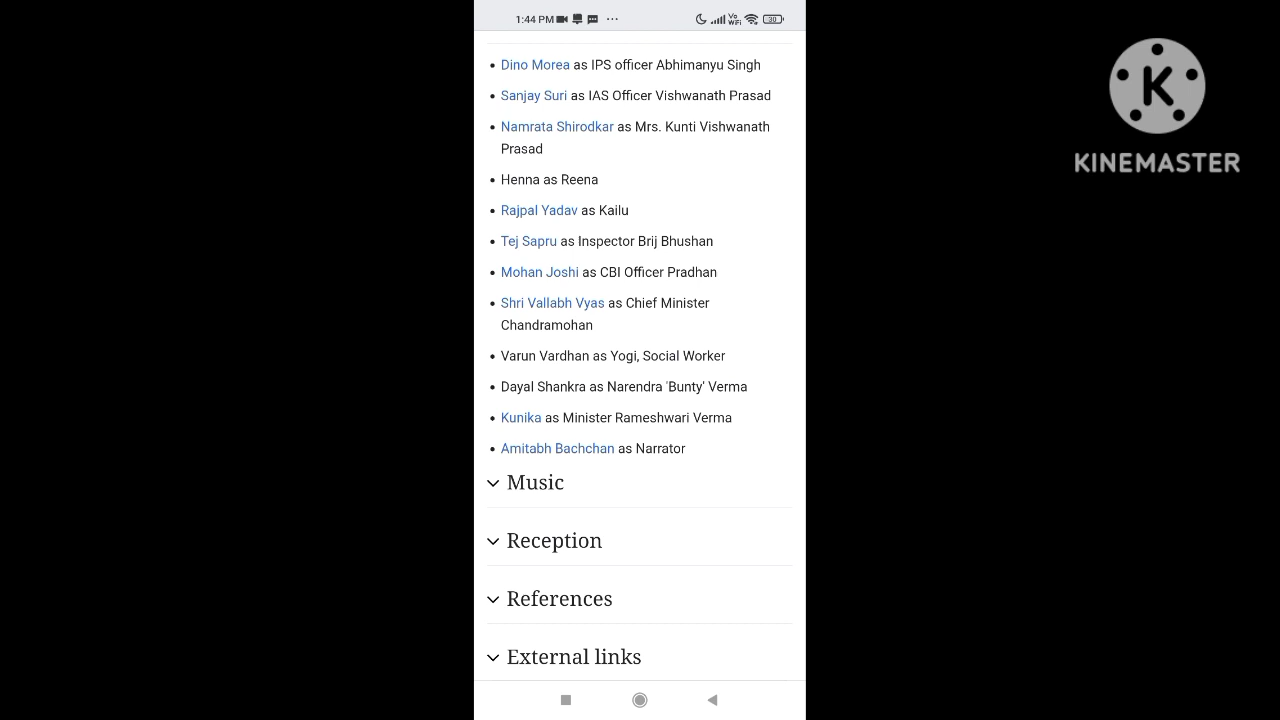 1:44 PM ...
Vo WiFi 30
K
KINEMASTER
Dino Morea as IPS officer Abhimanyu Singh
Sanjay Suri as IAS Officer Vishwanath Prasad
Namrata Shirodkar as Mrs. Kunti Vishwanath
Prasad
Henna as Reena
Rajpal Yadav as Kailu
Tej Sapru as Inspector Brij Bhushan
Mohan Joshi as CBI Officer Pradhan
Shri Vallabh Vyas as Chief Minister
Chandramohan
Varun Vardhan as Yogi, Social Worker
Dayal Shankra as Narendra 'Bunty' Verma
Kunika as Minister Rameshwari Verma
Amitabh Bachchan as Narrator
Music
Reception
References
External links